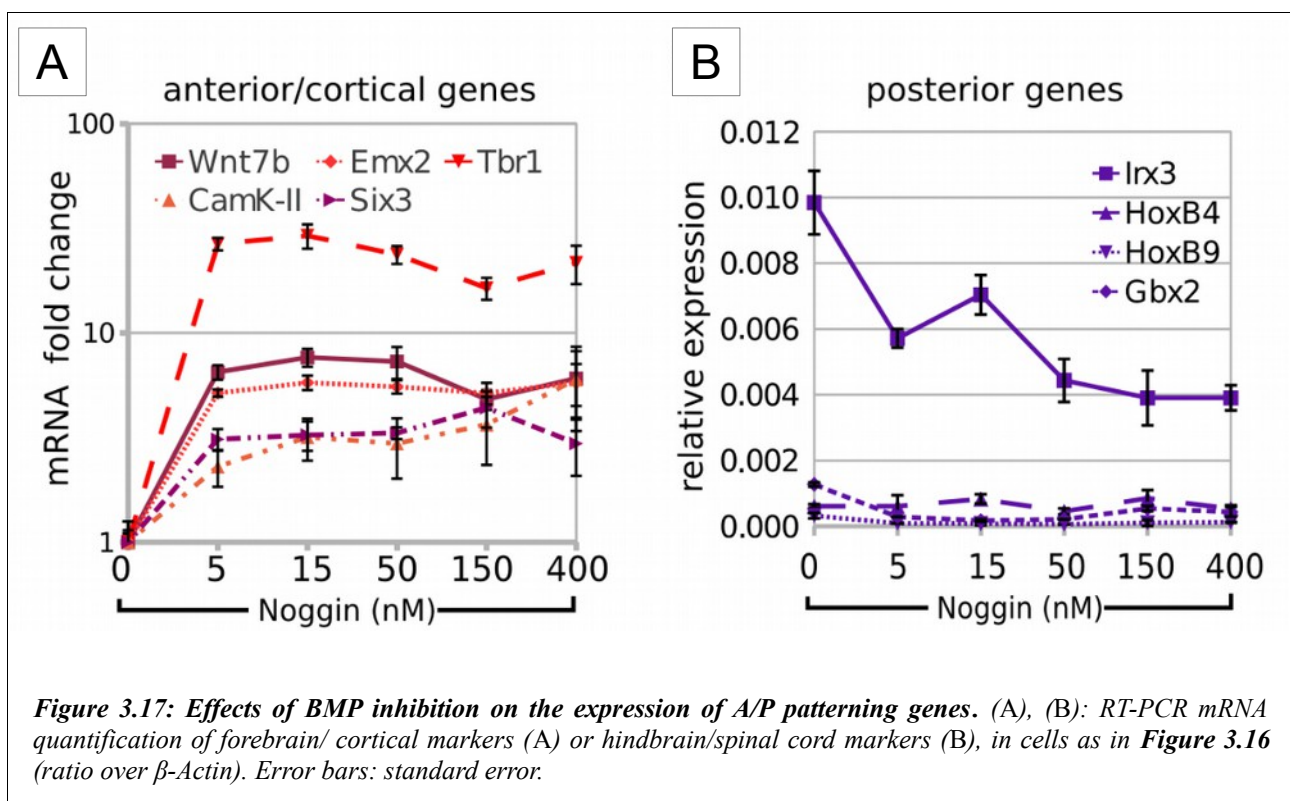 A
anterior/cortical genes
mRNA fold change
100
10
1
Wnt7b Emx2 Tbr1
CamK-II Six3
0 5 15 50 150 400
Noggin (nM)
B
posterior genes
relative expression
0.012
0.010
0.008
0.006
0.004
0.002
0.000
Irx3
HoxB4
HoxB9
Gbx2
0 5 15 50 150 400
Noggin (nM)
Figure 3.17: Effects of BMP inhibition on the expression of A/P patterning genes. (A), (B): RT-PCR mRNA
quantification of forebrain/ cortical markers (A) or hindbrain/spinal cord markers (B), in cells as in Figure 3.16
(ratio over β-Actin). Error bars: standard error.